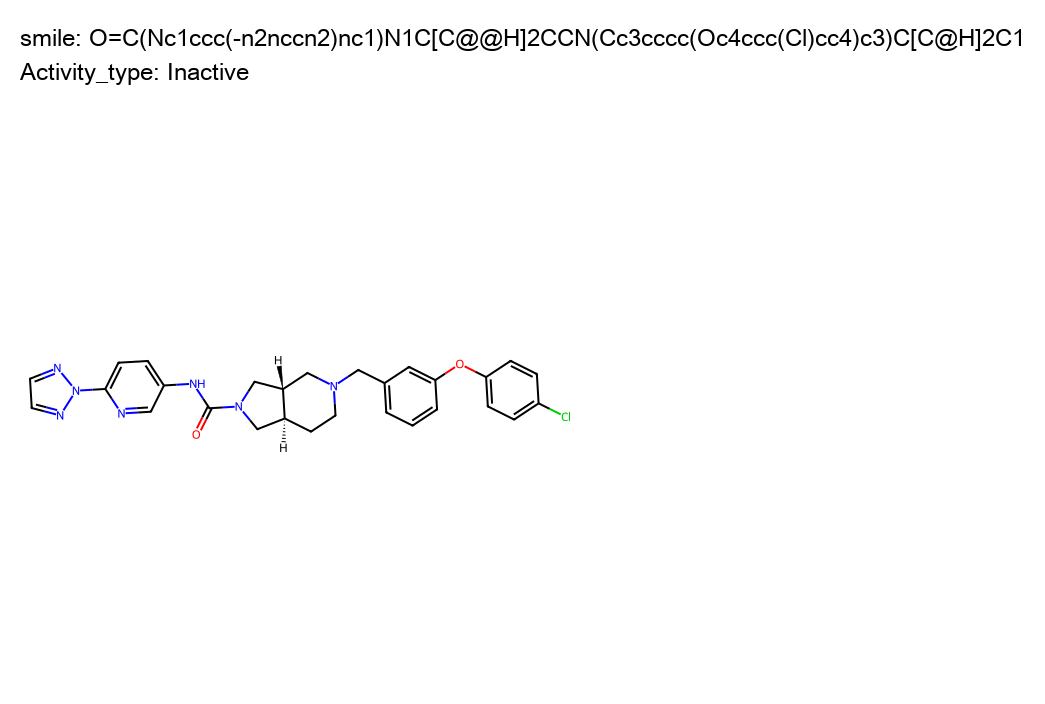 smile: O=C(Nc1ccc(-n2nccn2)nc1)N1C[C@@H]2CCN(Cc3cccc(Oc4ccc(Cl)cc4)c3)C[C@H]2C1
Activity_type: Inactive
H
N
O
N
NH
N
N
N
N
N
O
Cl
H